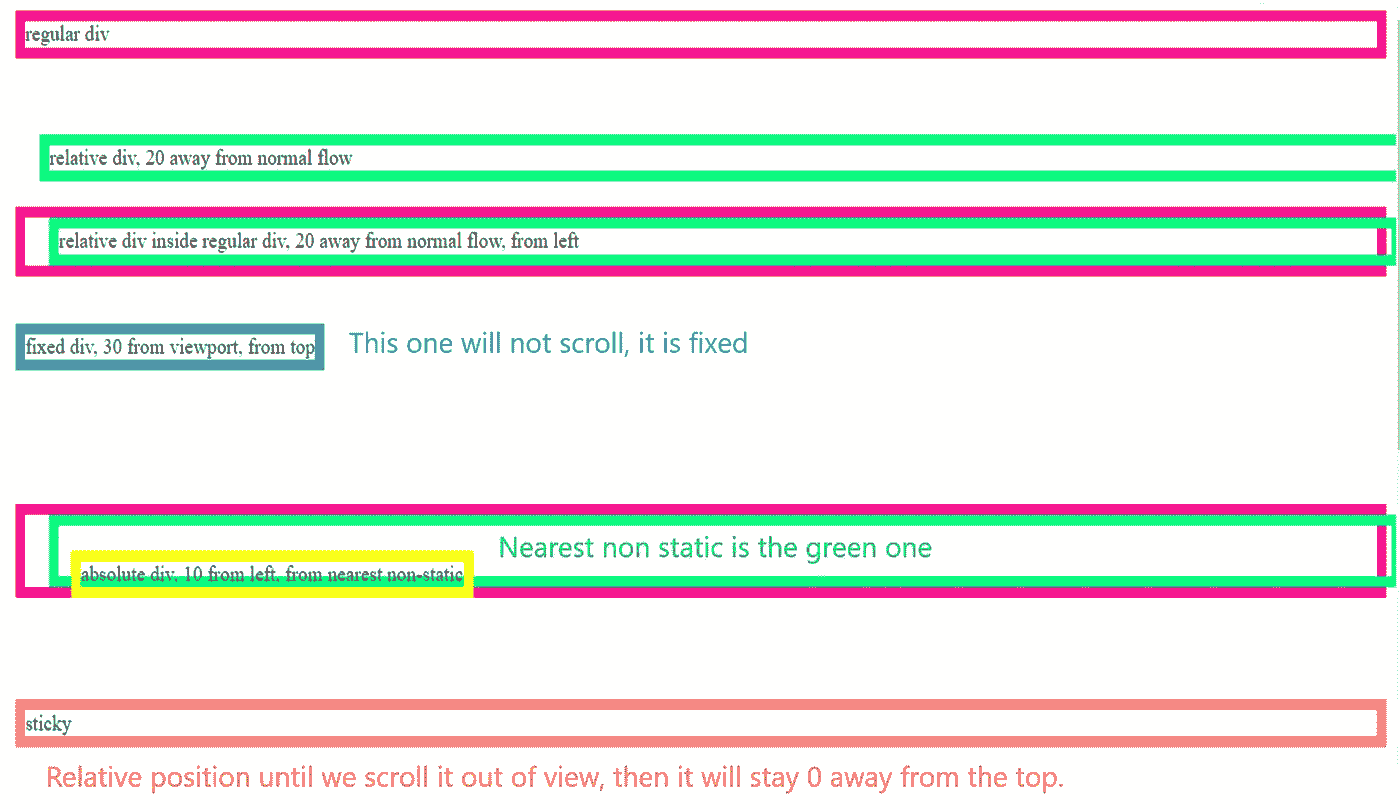 regular div
relative div, 20 away from normal flow
relative div inside regular div, 20 away from normal flow, from left
fixed div, 30 from viewport, from top
This one will not scroll, it is fixed
Nearest non static is the green one
absolute div, 10 from left, from nearest non-static
sticky
Relative position until we scroll it out of view, then it will stay 0 away from the top.